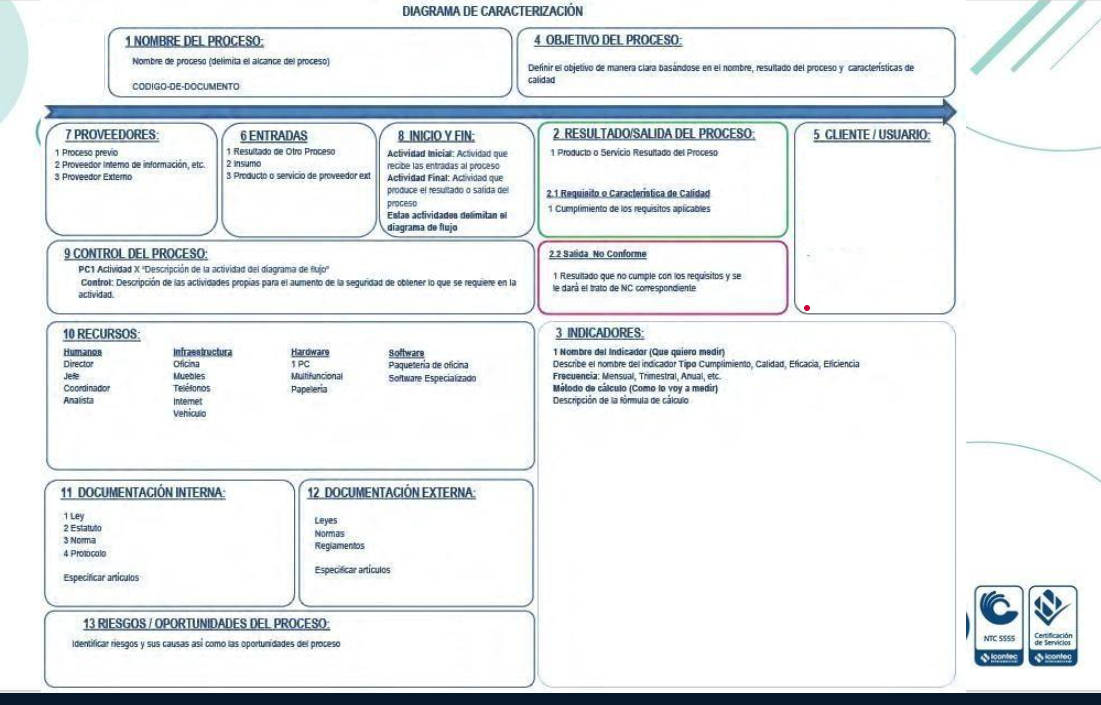 DIAGRAMA DE CARACTERIZACIÓN
1 NOMBRE DEL PROCESO:
Nombre de proceso (delimita el alcance del proceso)
CODIGO-DE-DOCUMENTO
4 OBJETIVO DEL PROCESO:
Definir el objetivo de manera clara basándose en el nombre, resultado del proceso y características de
calidad
7 PROVEEDORES:
1 Proceso previo
2 Proveedor Interno de información, etc.
3 Proveedor Externo
6 ENTRADAS
1 Resultado de Otro Proceso
2 Insumo
3 Producto o servicio de proveedor ext
8 INICIO Y FIN:
Actividad Inicial: Actividad que
recibe las entradas al proceso
Actividad Final: Actividad que
produce el resultado o salida del
proceso
Estas actividades delimitan el
diagrama de flujo
2 RESULTADO/SALIDA DEL PROCESO:
1 Producto o Servicio Resultado del Proceso
2.1 Requisito o Característica de Calidad
1 Cumplimiento de los requisitos aplicables
5 CLIENTE / USUARIO:
9 CONTROL DEL PROCESO:
PC1 Actividad X "Descripción de la actividad del diagrama de flujo"
Control: Descripción de las actividades propias para el aumento de la seguridad de obtener lo que se requiere en la
actividad.
2.2 Salida No Conforme
1 Resultado que no cumple con los requisitos y se
le dará el trato de NC correspondiente
10 RECURSOS:
Humanos
Director
Jefe
Coordinador
Analista
Infraestructura
Oficina
Muebles
Teléfonos
Internet
Vehículo
Hardware
1 PC
Multifuncional
Papelería
Software
Paquetería de oficina
Software Especializado
3 INDICADORES:
1 Nombre del Indicador (Que quiero medir)
Describe el nombre del indicador Tipo Cumplimiento, Calidad, Eficacia, Eficiencia
Frecuencia: Mensual, Trimestral, Anual, etc.
Método de cálculo (Como lo voy a medir)
Descripción de la fórmula de cálculo
11 DOCUMENTACIÓN INTERNA:
1 Ley
2 Estatuto
3 Norma
4 Protocolo
Especificar artículos
12 DOCUMENTACIÓN EXTERNA:
Leyes
Normas
Reglamentos
Especificar artículos
13 RIESGOS / OPORTUNIDADES DEL PROCESO:
Identificar riesgos y sus causas así como las oportunidades del proceso
NTC 5555
icontec
Certificación
de Servicios
icontec